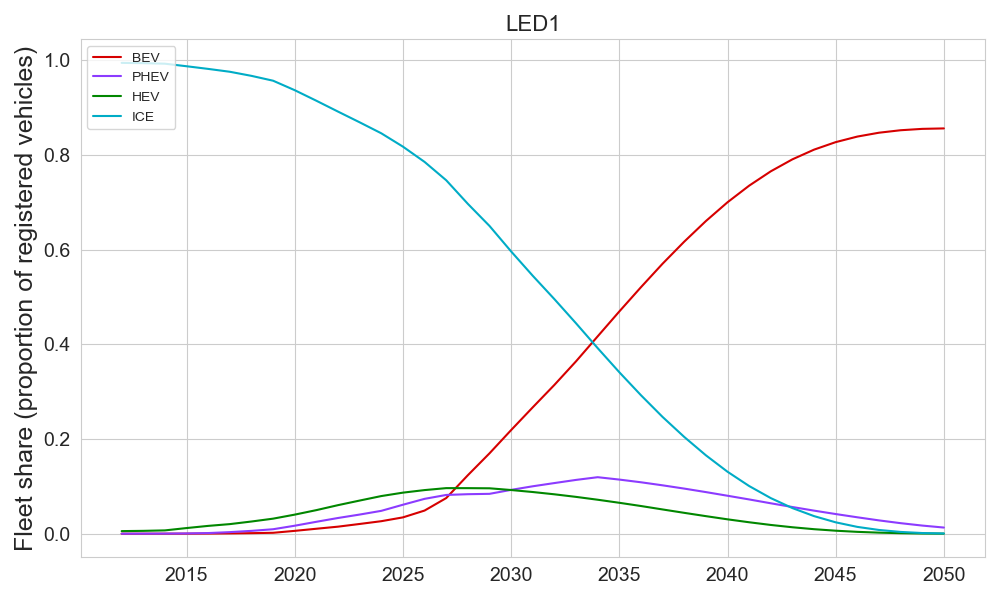 LED1
Fleet share (proportion of registered vehicles)
1.0
0.8
0.6
0.4
0.2
0.0
BEV
PHEV
HEV
ICE
2015 2020 2025 2030 2035 2040 2045 2050